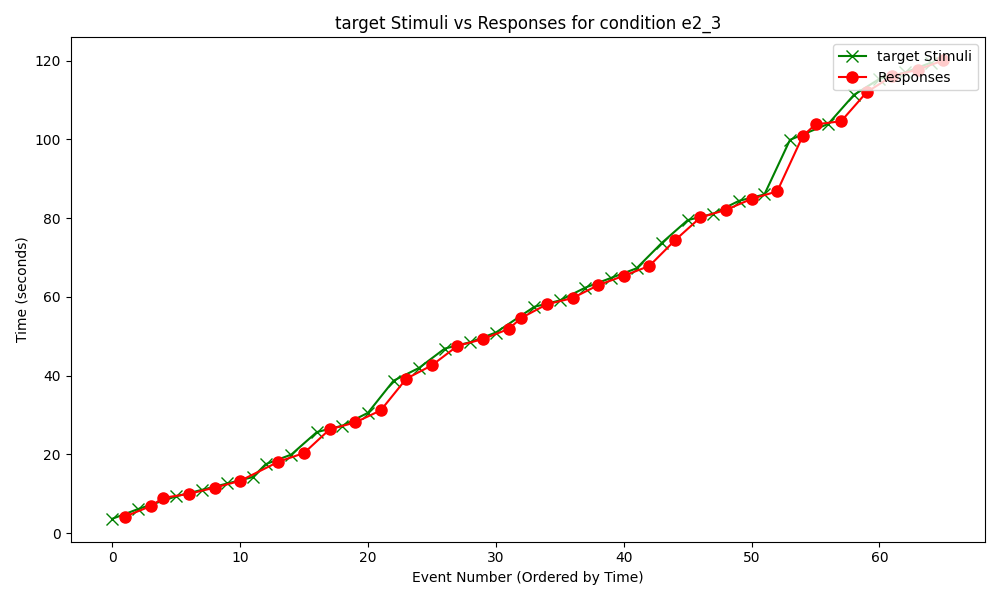 target Stimuli vs Responses for condition e2_3
target Stimuli
Responses
Time (seconds)
120
100
80
60
40
20
0
0 10 20 30 40 50 60
Event Number (Ordered by Time)